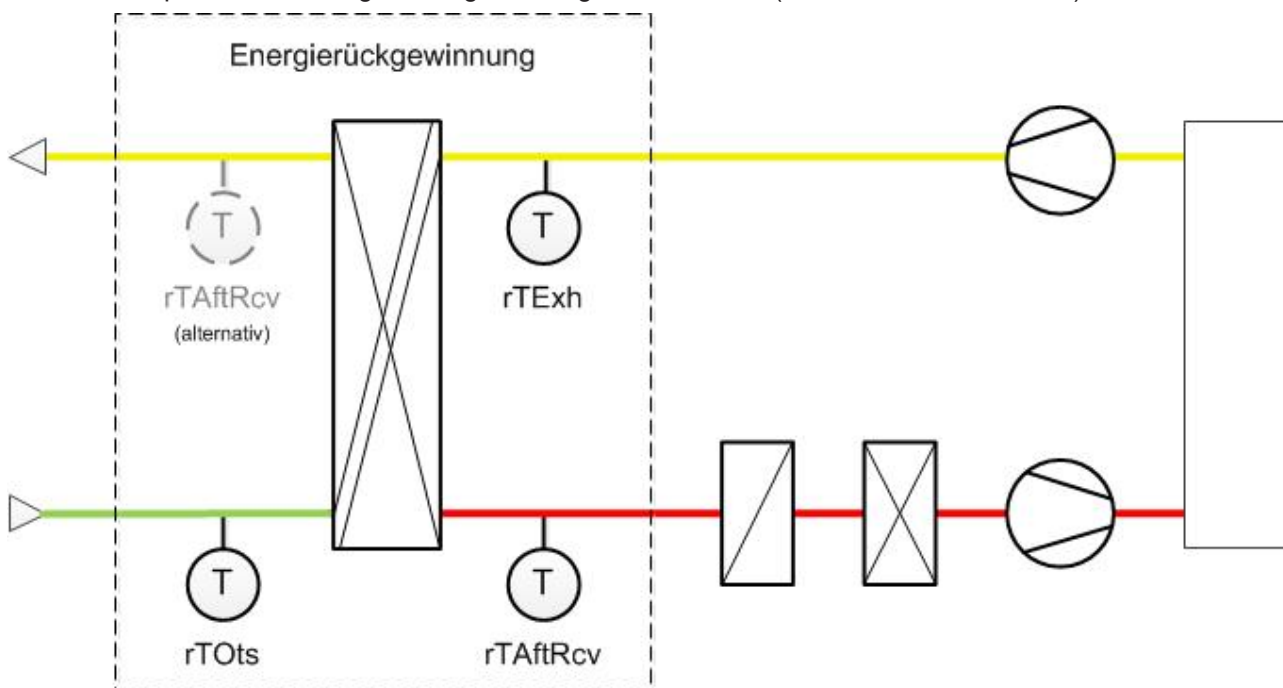 Energierückgewinnung
T
T
rTAftRcv
(alternativ)
rTExh
T
T
rTOts
rTAftRcv